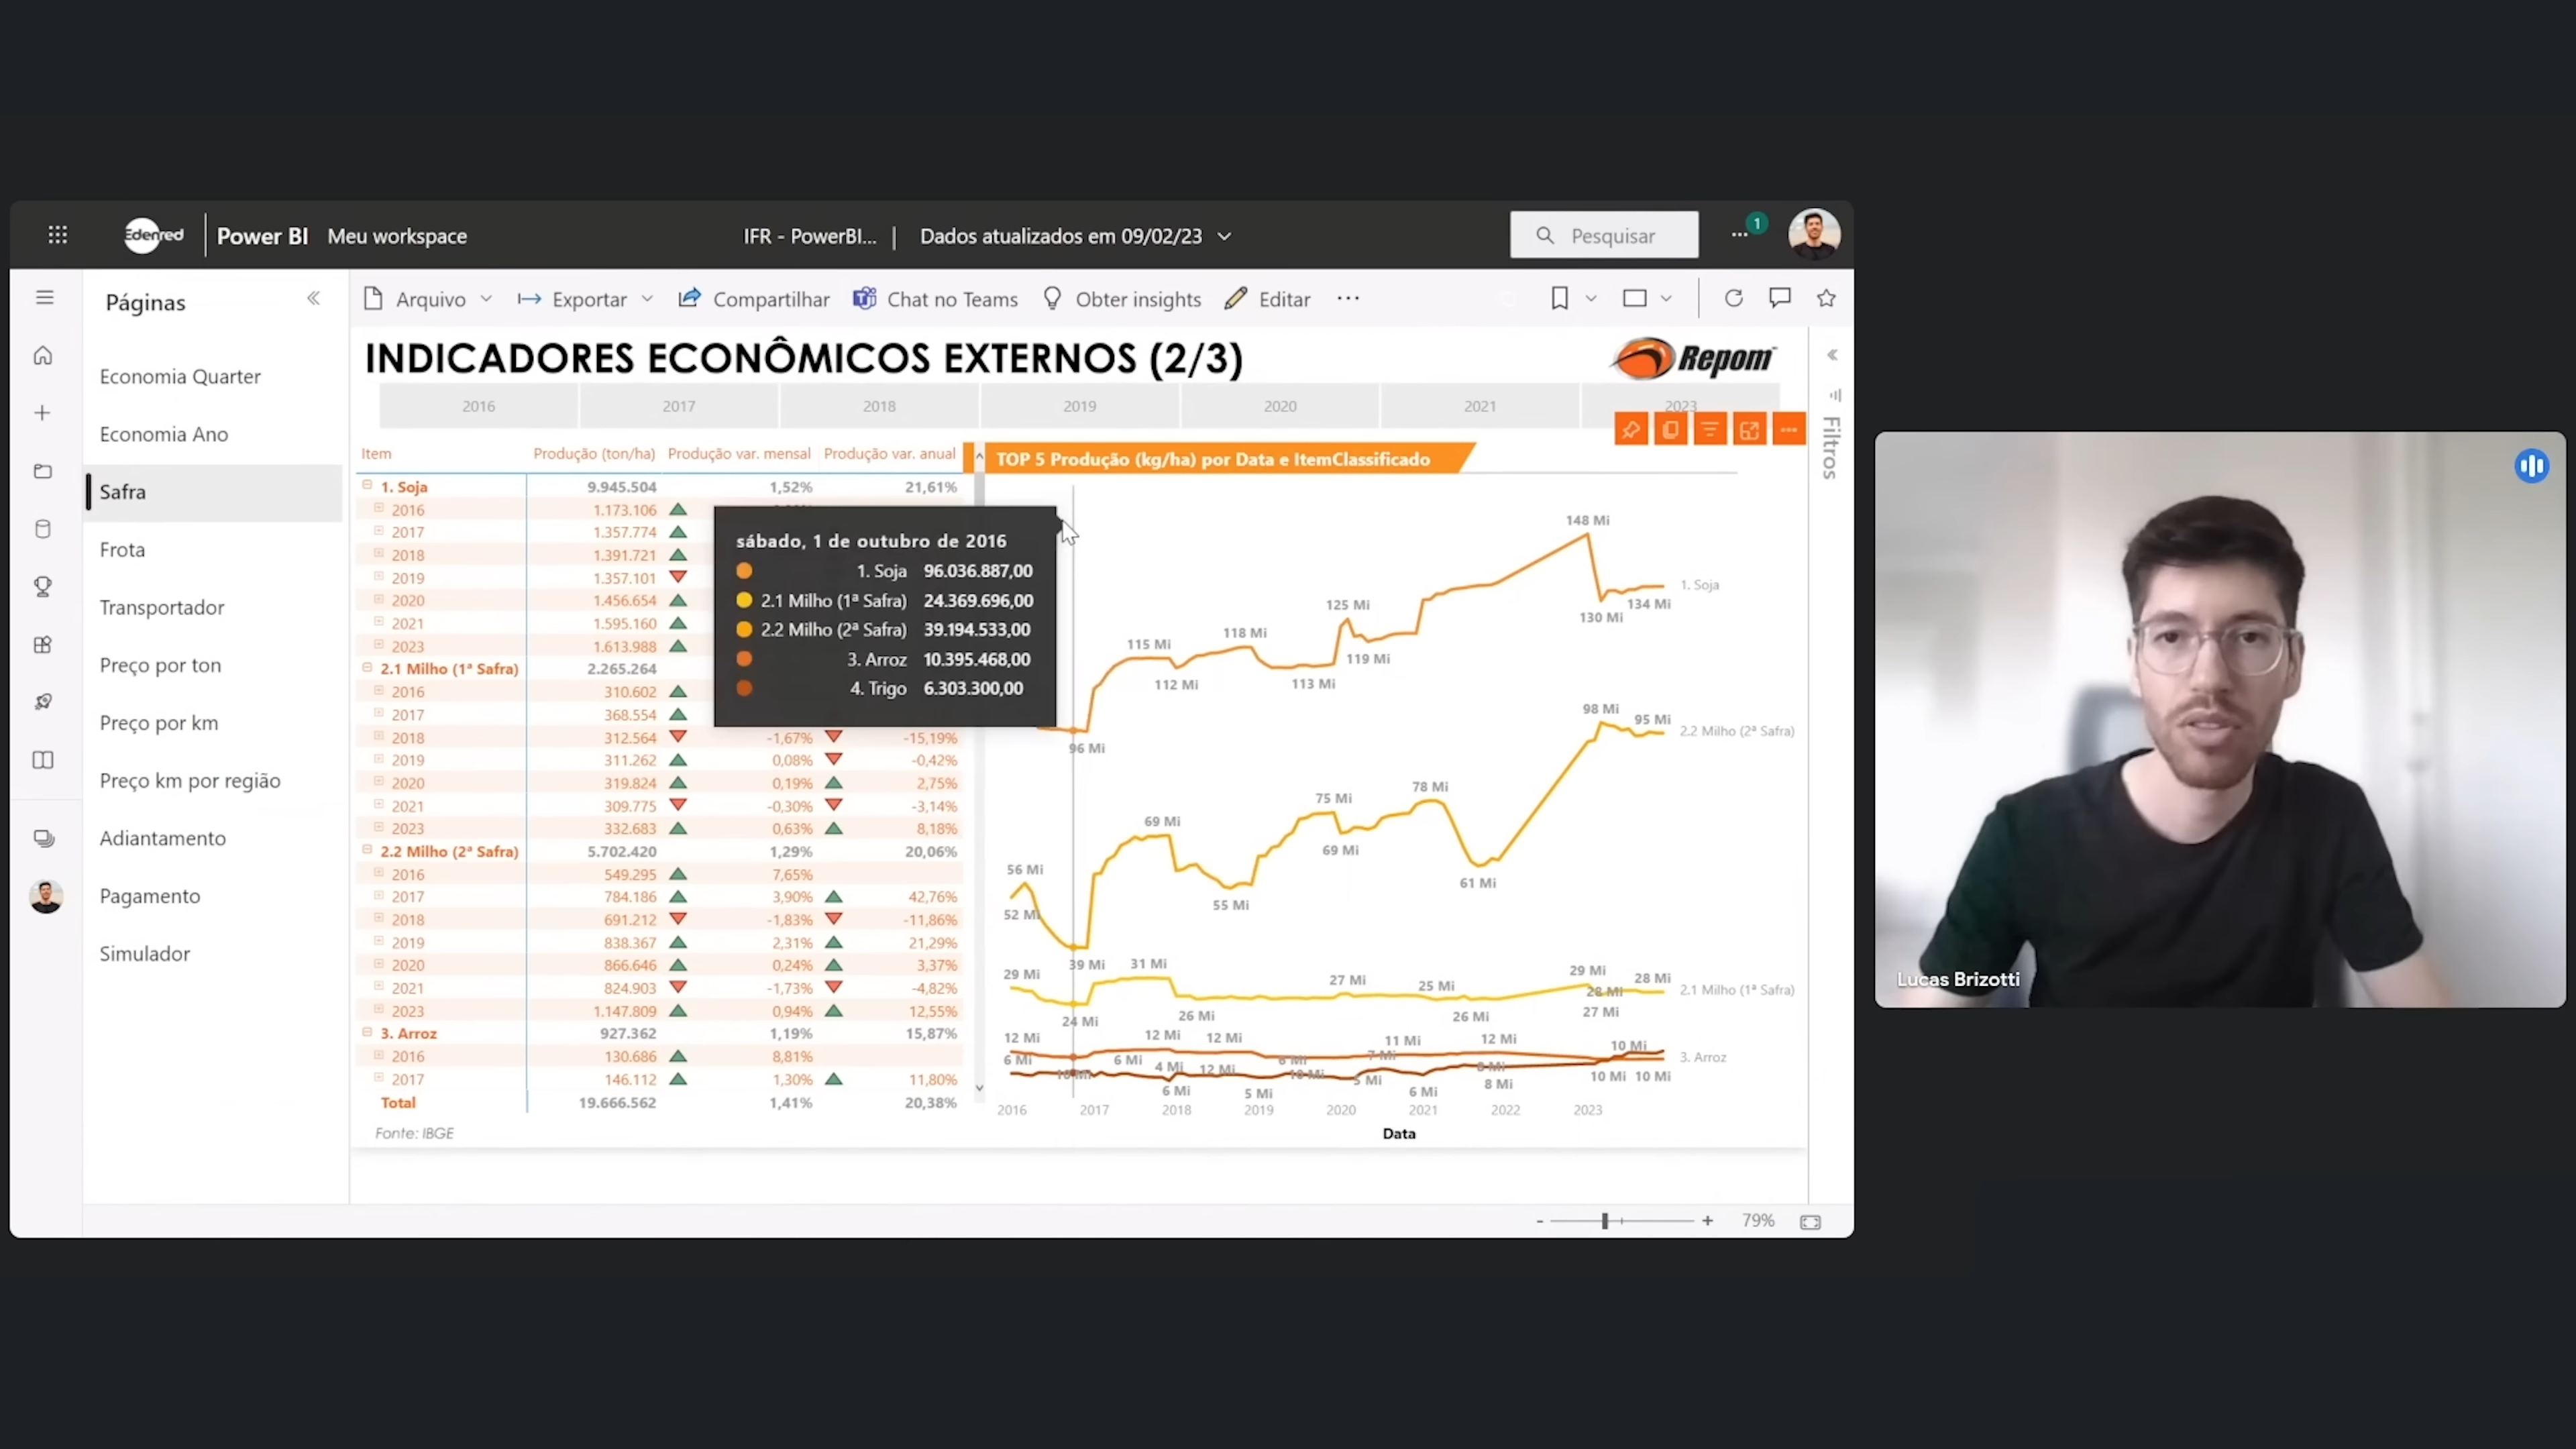 Edenred
Power BI Meu workspace
IFR - PowerBI... | Dados atualizados em 09/02/23
Pesquisar
1
Páginas
Arquivo
Exportar
Compartilhar
Chat no Teams
Obter insights
Editar
Economia Quarter
Economia Ano
Safra
Frota
Transportador
Preço por ton
Preço por km
Preço km por região
Adiantamento
Pagamento
Simulador
INDICADORES ECONÔMICOS EXTERNOS (2/3)
Repom
2016 2017 2018 2019 2020 2021 2023
Filtros
Item Produção (ton/ha) Produção var. mensal Produção var. anual
1. Soja 9.945.504 1,52% 21,61%
2016 1.173.106
2017 1.357.774
2018 1.391.721
2019 1.357.101
2020 1.456.654
2021 1.595.160
2023 1.613.988
2.1 Milho (1ª Safra) 2.265.264
2016 310.602
2017 368.554
2018 312.564 -1,67% -15,19%
2019 311.262 0,08% -0,42%
2020 319.824 0,19% 2,75%
2021 309.775 -0,30% -3,14%
2023 332.683 0,63% 8,18%
2.2 Milho (2ª Safra) 5.702.420 1,29% 20,06%
2016 549.295 7,65%
2017 784.186 3,90% 42,76%
2018 691.212 -1,83% -11,86%
2019 838.367 2,31% 21,29%
2020 866.646 0,24% 3,37%
2021 824.903 -1,73% -4,82%
2023 1.147.809 0,94% 12,55%
3. Arroz 927.362 1,19% 15,87%
2016 130.686 8,81%
2017 146.112 1,30% 11,80%
Total 19.666.562 1,41% 20,38%
Fonte: IBGE
sábado, 1 de outubro de 2016
1. Soja 96.036.887,00
2.1 Milho (1ª Safra) 24.369.696,00
2.2 Milho (2ª Safra) 39.194.533,00
3. Arroz 10.395.468,00
4. Trigo 6.303.300,00
TOP 5 Produção (kg/ha) por Data e ItemClassificado
148 Mi
1. Soja
125 Mi
134 Mi
130 Mi
115 Mi
118 Mi
119 Mi
112 Mi
113 Mi
96 Mi
98 Mi
95 Mi
2.2 Milho (2ª Safra)
75 Mi
78 Mi
69 Mi
69 Mi
56 Mi
61 Mi
52 Mi
55 Mi
29 Mi
39 Mi
31 Mi
27 Mi
25 Mi
29 Mi
28 Mi
28 Mi
2.1 Milho (1ª Safra)
24 Mi
26 Mi
26 Mi
27 Mi
12 Mi
12 Mi
12 Mi
11 Mi
12 Mi
10 Mi
3. Arroz
6 Mi
6 Mi
4 Mi
12 Mi
6 Mi
10 Mi
7 Mi
5 Mi
8 Mi
10 Mi
10 Mi
6 Mi
5 Mi
6 Mi
8 Mi
2016 2017 2018 2019 2020 2021 2022 2023
Data
79%
Lucas Brizotti